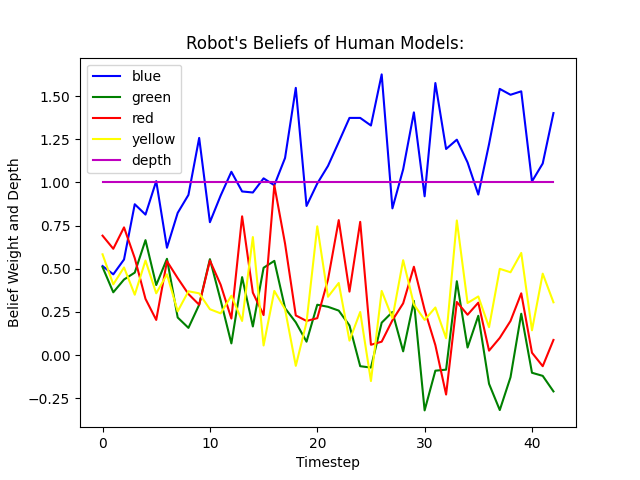 Robot's Beliefs of Human Models:
blue
green
red
yellow
depth
Belief Weight and Depth
1.50
1.25
1.00
0.75
0.50
0.25
0.00
−0.25
0 10 20 30 40
Timestep